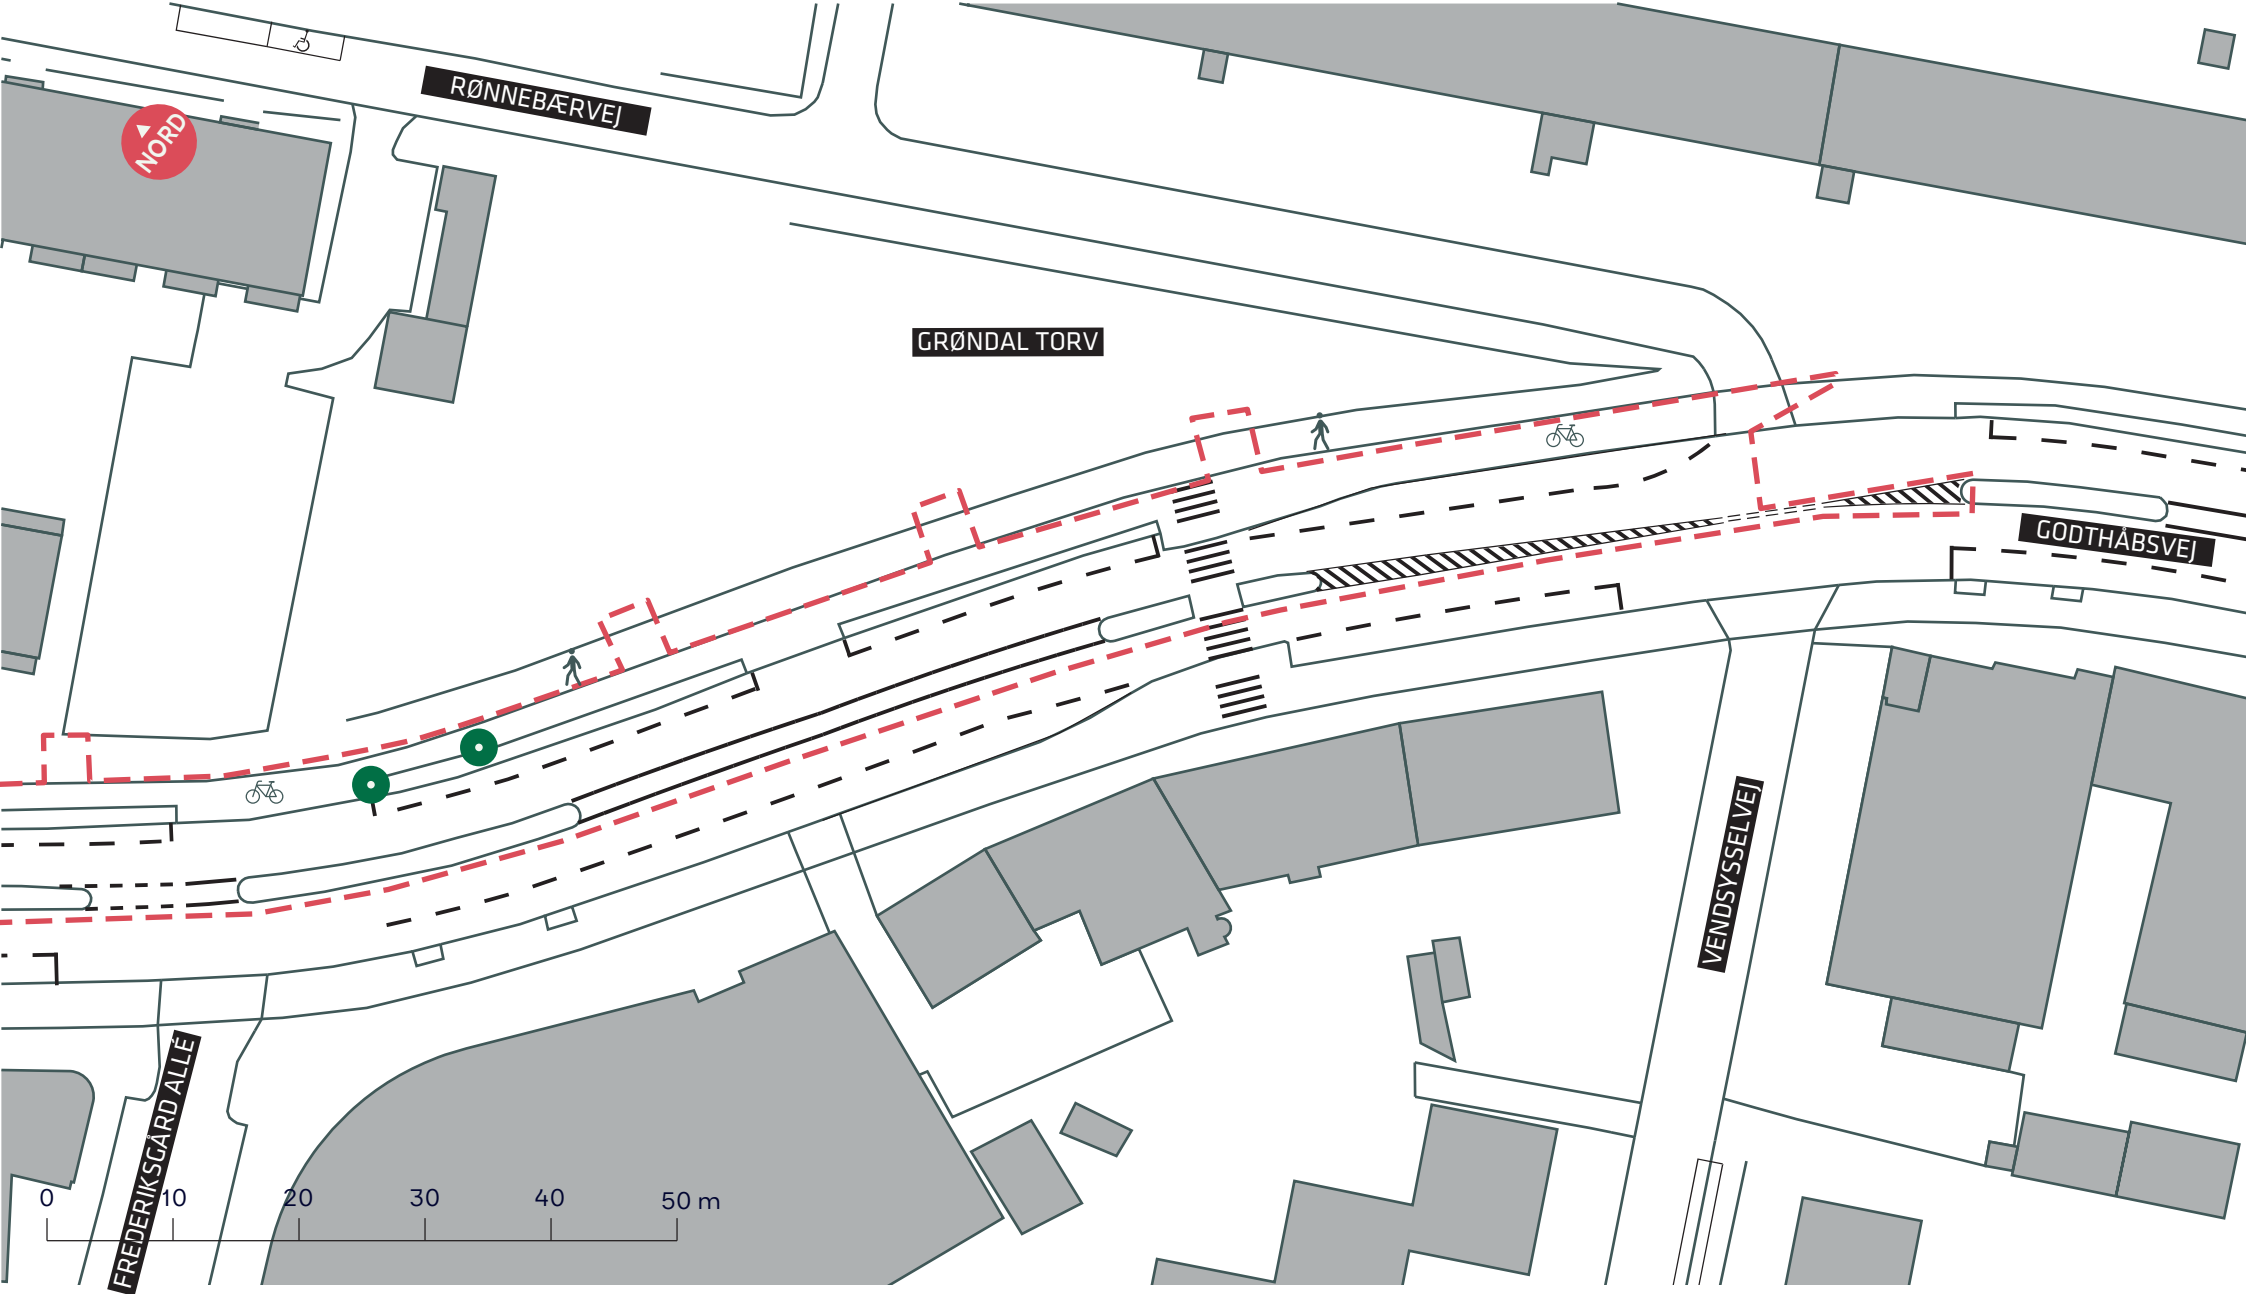 RØNNEBÆRVEJ
NORD
GRØNDAL TORV
GODTHÅBSVEJ
VENDSYSSELVEJ
FREDERIKSGÅRD ALLÉ
0 10 20 30 40 50 m